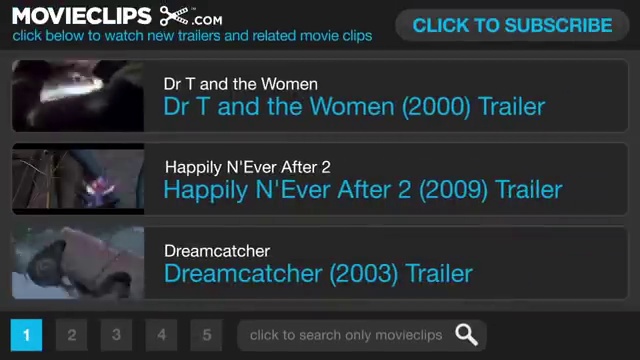 MOVIECLIPS .COM
click below to watch new trailers and related movie clips
CLICK TO SUBSCRIBE
Dr T and the Women
Dr T and the Women (2000) Trailer
Happily N'Ever After 2
Happily N'Ever After 2 (2009) Trailer
Dreamcatcher
Dreamcatcher (2003) Trailer
1 2 3 4 5 click to search only movieclips